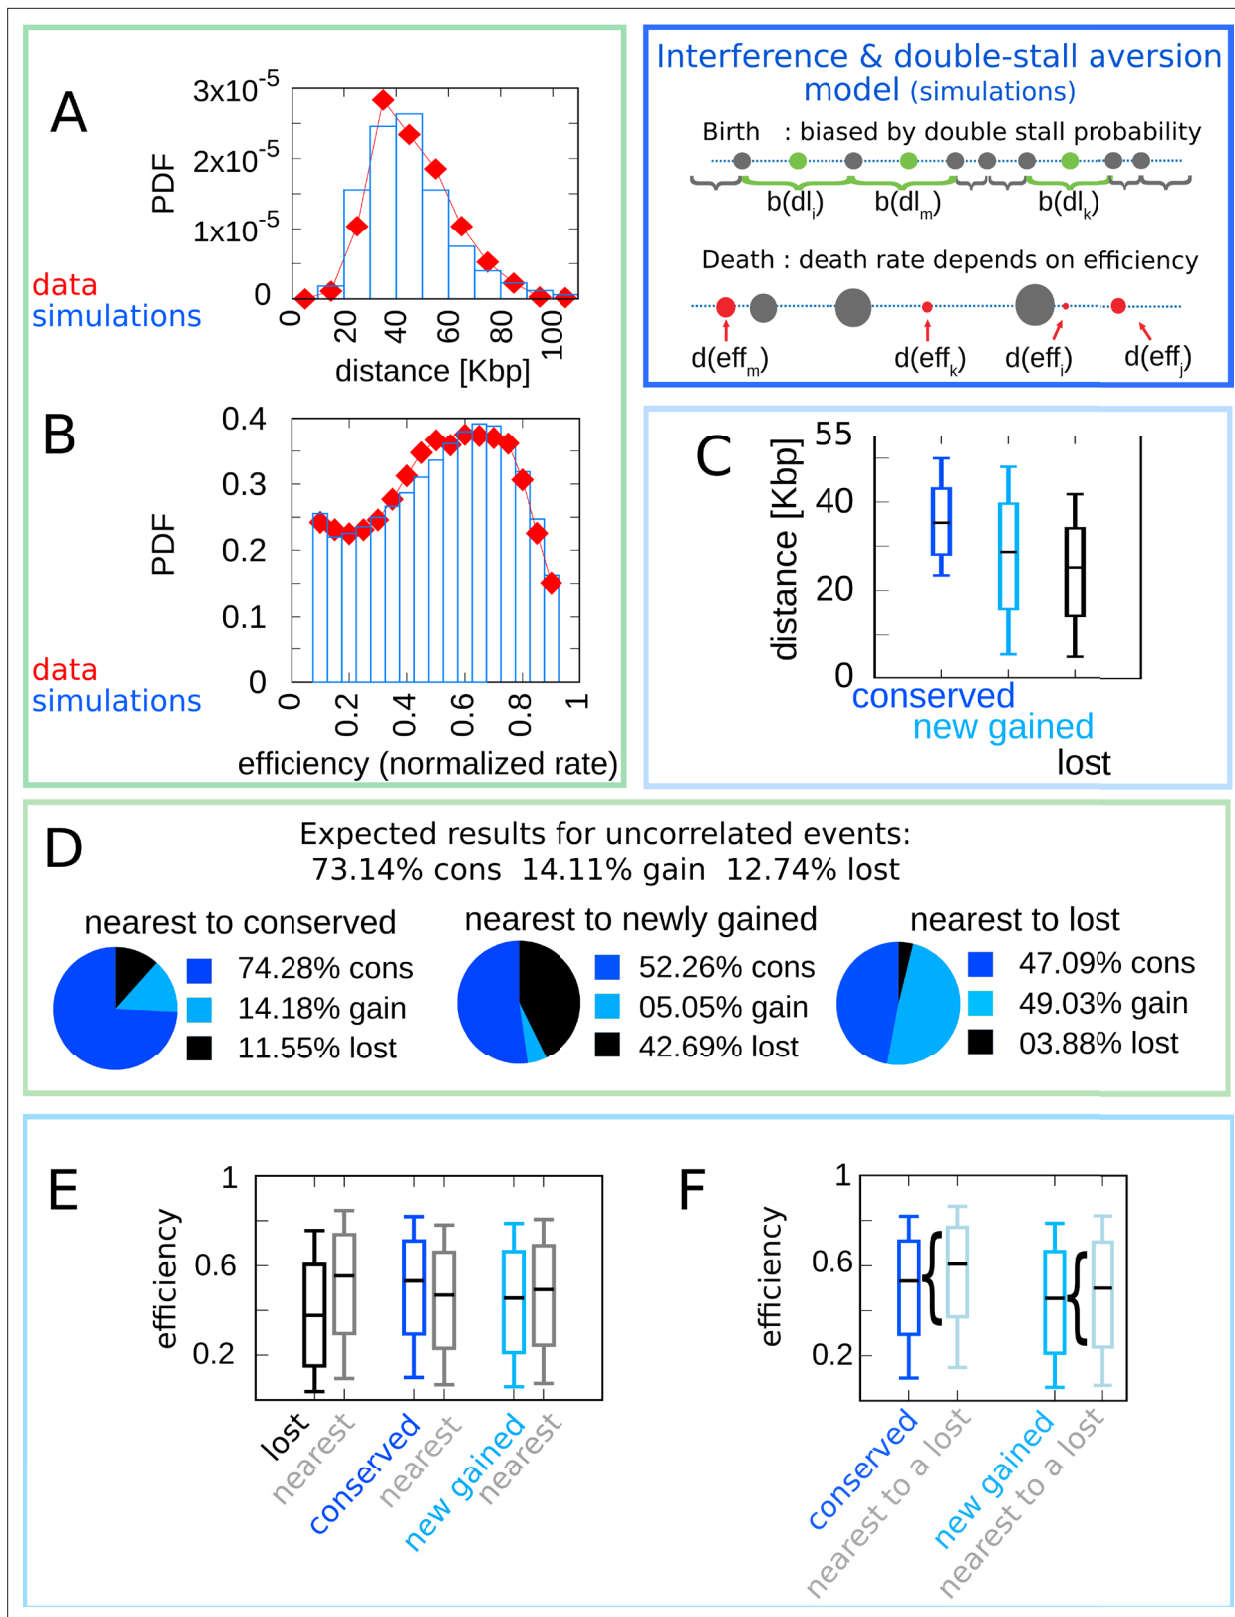 A
3x10-5
2x10-5
1x10-5
0
PDF
data
simulations
0
20
40
60
80
100
distance [Kbp]
B
0.4
0.3
0.2
0.1
0
PDF
data
simulations
0
0.2
0.4
0.6
0.8
1
efficiency (normalized rate)
Interference & double-stall aversion
model (simulations)
Birth : biased by double stall probability
b(dli) b(dlm) b(dlk)
Death : death rate depends on efficiency
d(effm) d(effk) d(effi) d(effj)
C
55
40
20
0
distance [Kbp]
conserved
new gained
lost
D
Expected results for uncorrelated events:
73.14% cons 14.11% gain 12.74% lost
nearest to conserved
74.28% cons
14.18% gain
11.55% lost
nearest to newly gained
52.26% cons
05.05% gain
42.69% lost
nearest to lost
47.09% cons
49.03% gain
03.88% lost
E
1
0.6
0.2
efficiency
lost
nearest
conserved
nearest
new gained
nearest
F
1
0.6
0.2
efficiency
conserved
nearest to a lost
new gained
nearest to a lost